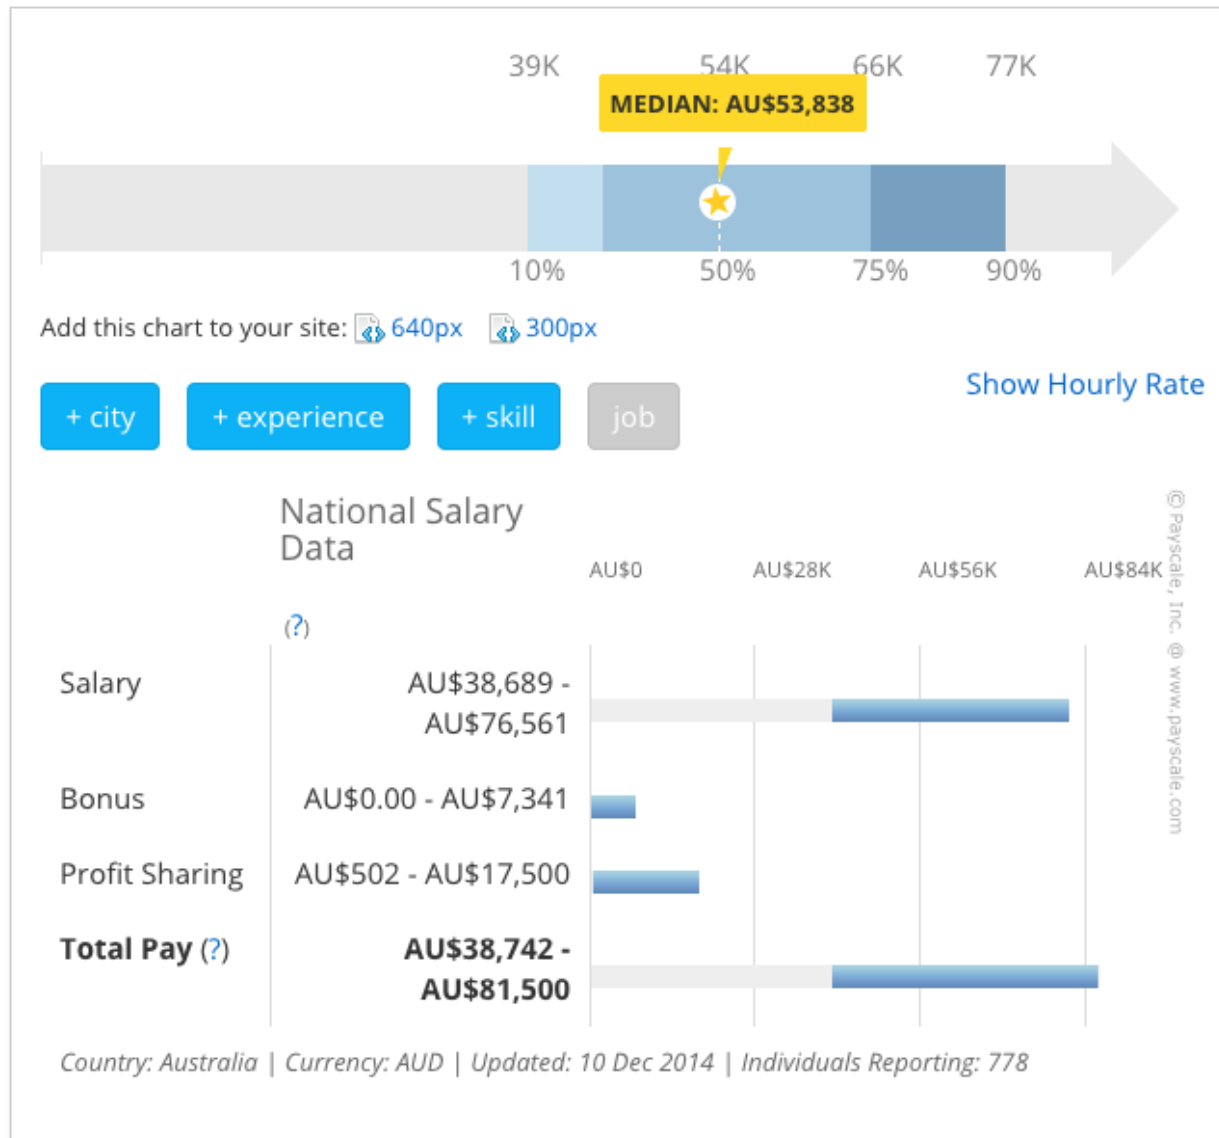 39K 54K 66K 77K
MEDIAN: AU$53,838
10% 50% 75% 90%
Add this chart to your site: 640px 300px
Show Hourly Rate
+ city + experience + skill job
National Salary
Data
AU$0 AU$28K AU$56K AU$84K
(?)
Salary AU$38,689 -
AU$76,561
Bonus AU$0.00 - AU$7,341
Profit Sharing AU$502 - AU$17,500
Total Pay (?) AU$38,742 -
AU$81,500
© Payscale, Inc. @ www.payscale.com
Country: Australia | Currency: AUD | Updated: 10 Dec 2014 | Individuals Reporting: 778